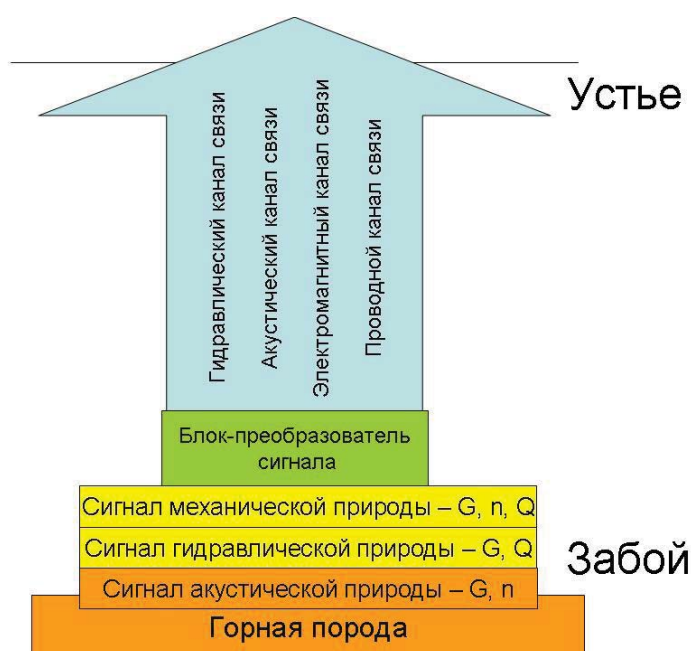 Устье
Гидравлический канал связи
Акустический канал связи
Электромагнитный канал связи
Проводной канал связи
Блок-преобразователь
сигнала
Сигнал механической природы – G, n, Q
Сигнал гидравлической природы – G, Q
Забой
Сигнал акустической природы – G, n
Горная порода